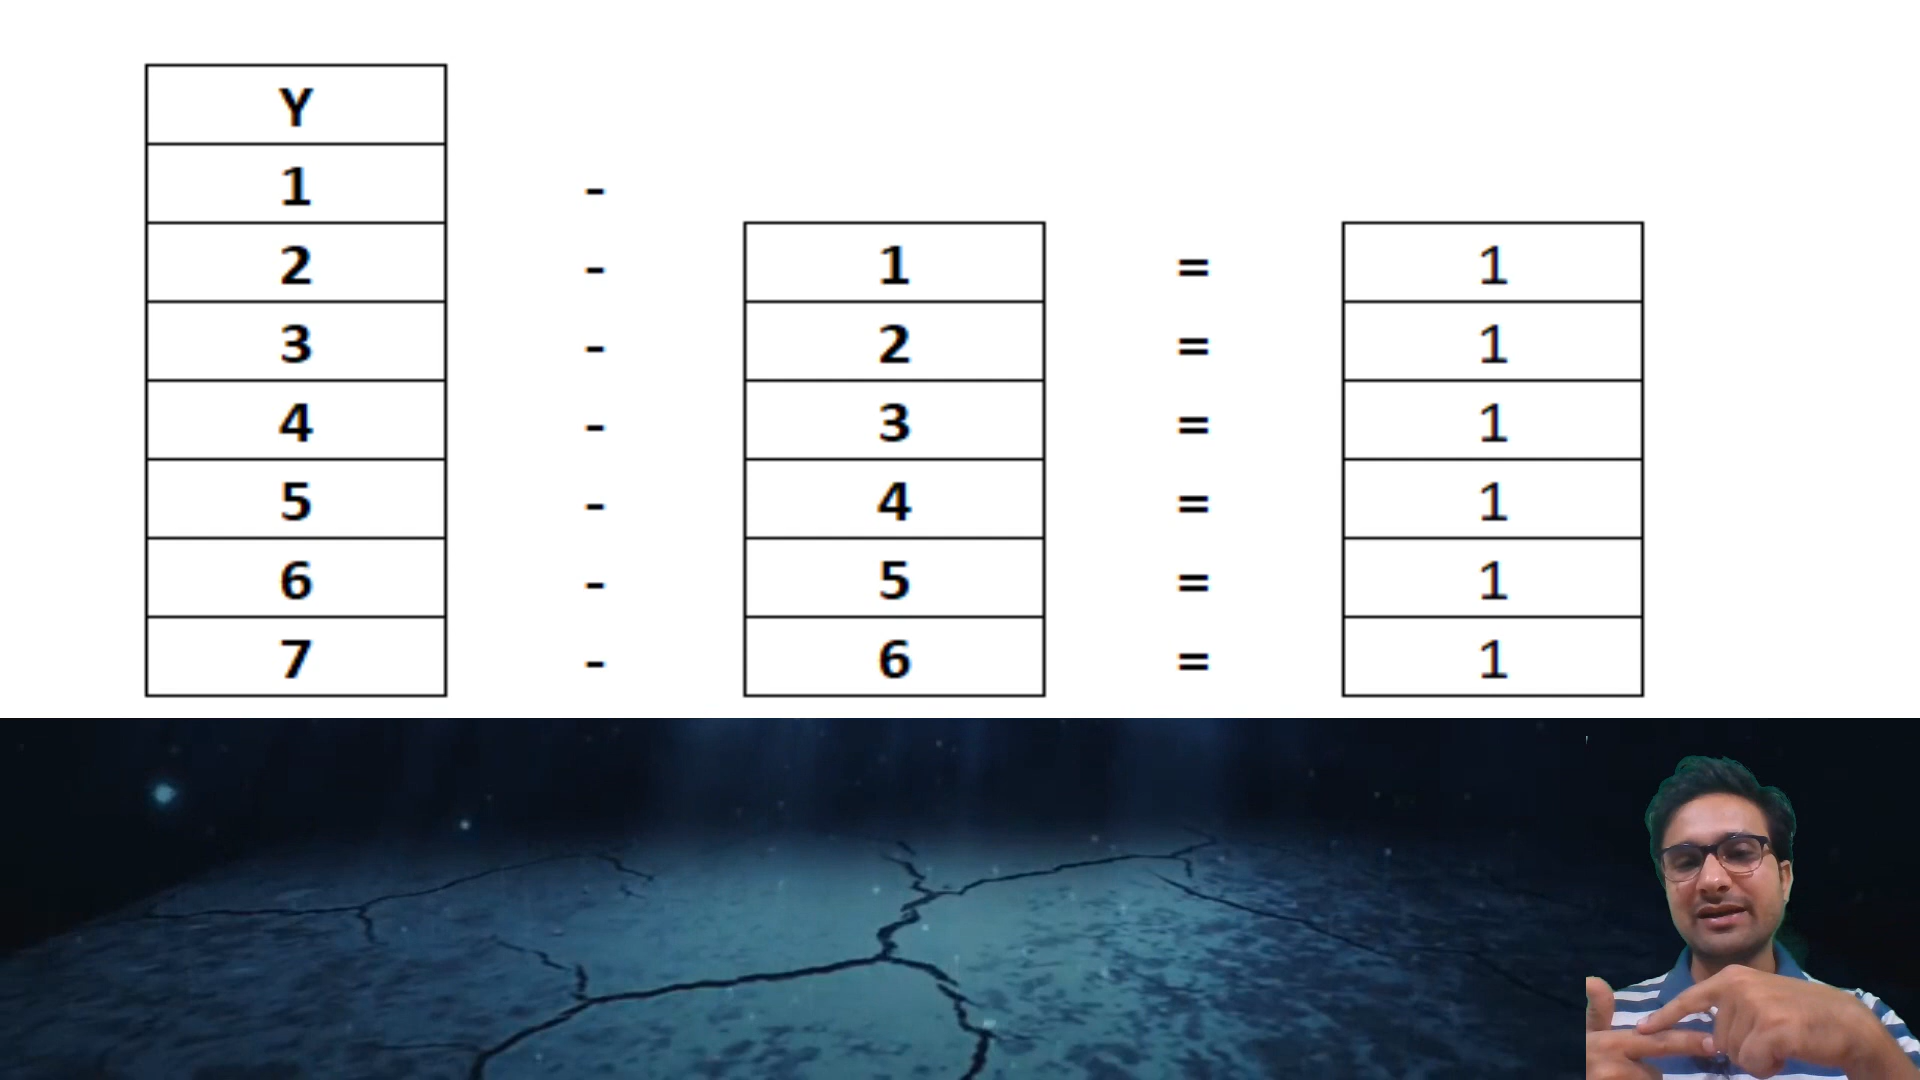 Y
1 -
2 - 1 = 1
3 - 2 = 1
4 - 3 = 1
5 - 4 = 1
6 - 5 = 1
7 - 6 = 1